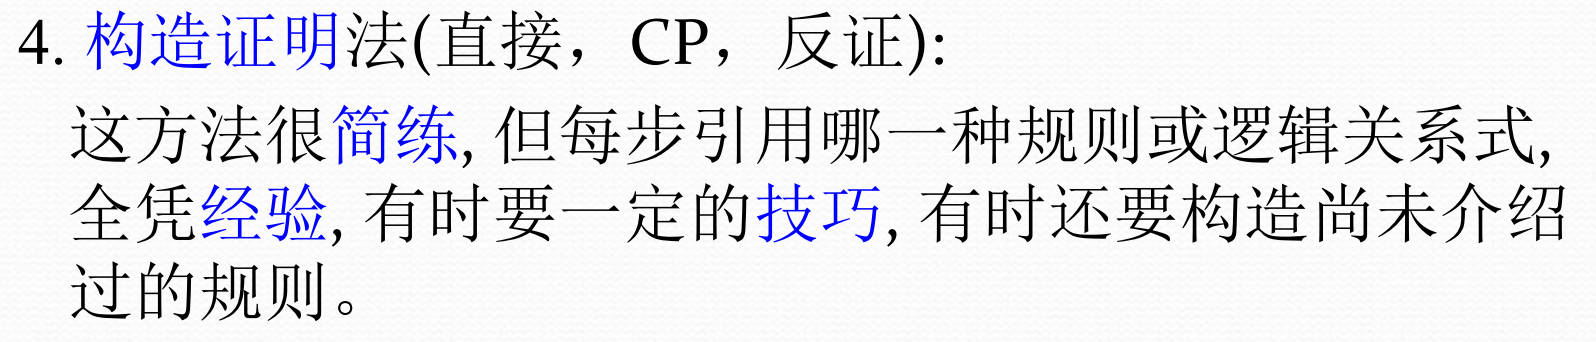 4. 构造证明法(直接，CP，反证):
这方法很简练, 但每步引用哪一种规则或逻辑关系式,
全凭经验, 有时要一定的技巧, 有时还要构造尚未介绍
过的规则。